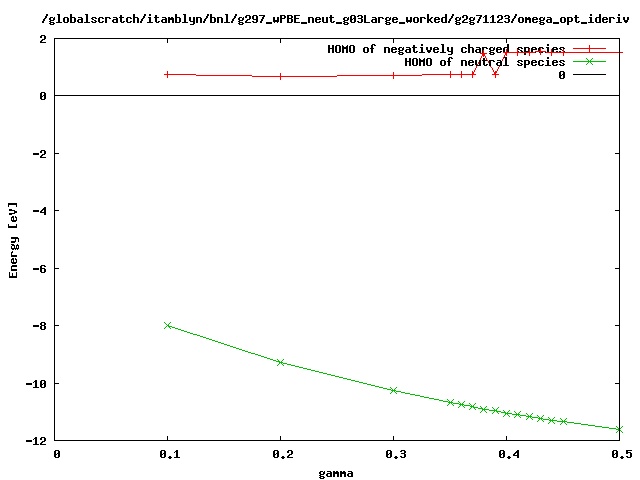 /globalscratch/itamblyn/bnl/g297_wPBE_neut_g03Large_worked/g2g71123/omega_opt_ideriv
HOMO of negatively charged species
HOMO of neutral species
0
2
0
-2
-4
-6
-8
-10
-12
Energy [eV]
0 0.1 0.2 0.3 0.4 0.5
gamma